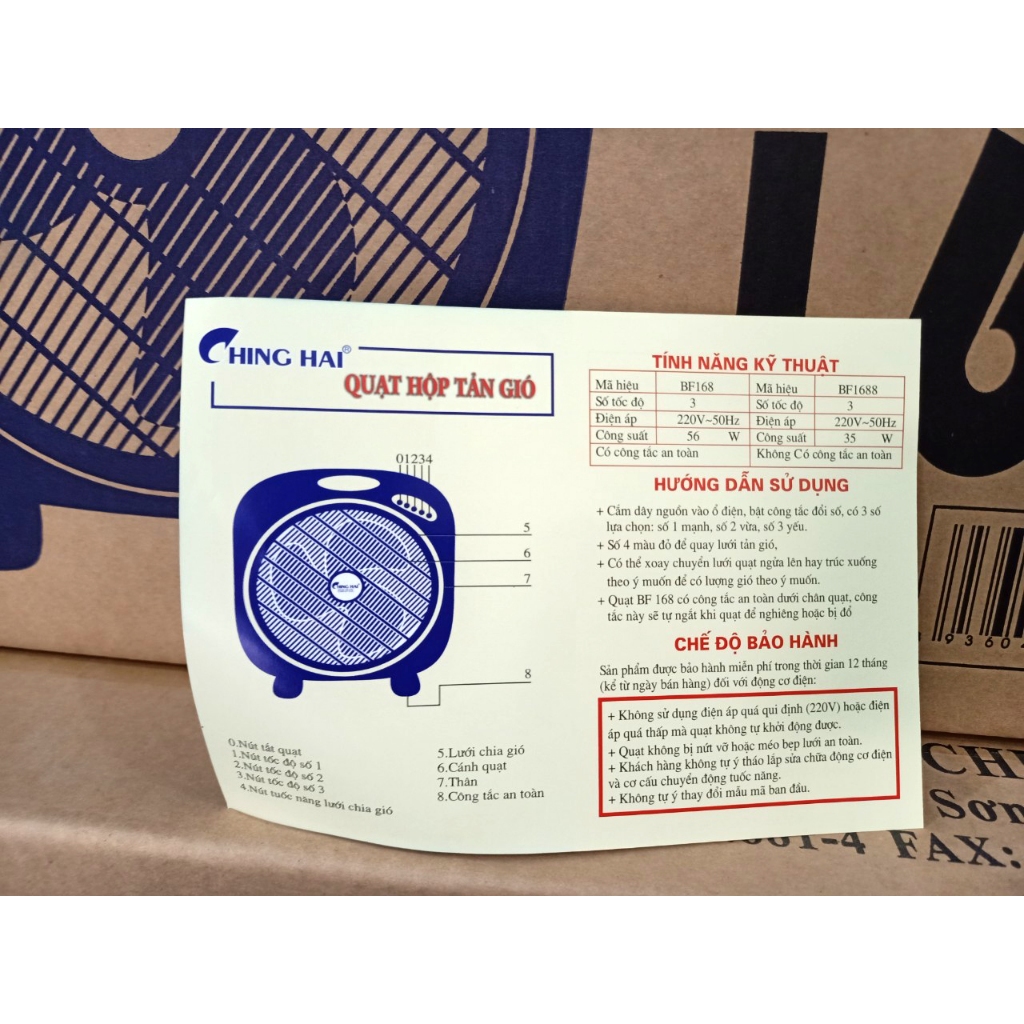 CHING HAI®
QUẠT HỘP TẢN GIÓ
01234
5
6
7
8
CHING HAI
0.Nút tắt quạt
1.Nút tốc độ số 1
2.Nút tốc độ số 2
3.Nút tốc độ số 3
4.Nút tuốc năng lưới chia gió
5.Lưới chia gió
6.Cánh quạt
7.Thân
8.Công tắc an toàn
TÍNH NĂNG KỸ THUẬT
Mã hiệu BF168 Mã hiệu BF1688
Số tốc độ 3 Số tốc độ 3
Điện áp 220V~50Hz Điện áp 220V~50Hz
Công suất 56 W Công suất 35 W
Có công tắc an toàn Không Có công tắc an toàn
HƯỚNG DẪN SỬ DỤNG
+ Cắm dây nguồn vào ổ điện, bật công tắc đổi số, có 3 số
lựa chọn: số 1 mạnh, số 2 vừa, số 3 yếu.
+ Số 4 màu đỏ để quay lưới tản gió,
+ Có thể xoay chuyển lưới quạt ngửa lên hay trúc xuống
theo ý muốn để có lượng gió theo ý muốn.
+ Quạt BF 168 có công tắc an toàn dưới chân quạt, công
tắc này sẽ tự ngắt khi quạt để nghiêng hoặc bị đổ
CHẾ ĐỘ BẢO HÀNH
Sản phẩm được bảo hành miễn phí trong thời gian 12 tháng
(kể từ ngày bán hàng) đối với động cơ điện:
+ Không sử dụng điện áp quá qui định (220V) hoặc điện
áp quá thấp mà quạt không tự khởi động được.
+ Quạt không bị nứt vỡ hoặc méo bẹp lưới an toàn.
+ Khách hàng không tự ý tháo lắp sửa chữa động cơ điện
và cơ cấu chuyển động tuốc năng.
+ Không tự ý thay đổi mẫu mã ban đầu.
16
9360
CH
Sơn
1-4 FAX: